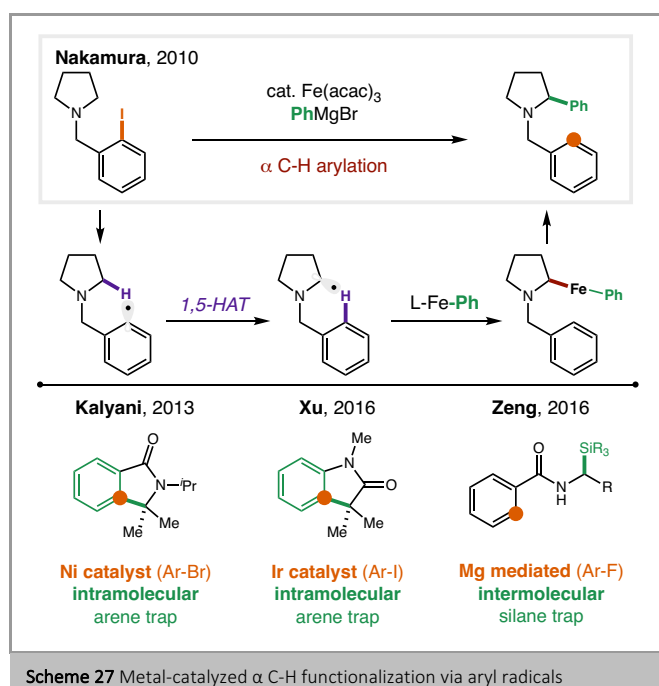 Nakamura, 2010
I
N
cat. Fe(acac)3
PhMgBr
α C-H arylation
Ph
N
H
N
1,5-HAT
H
N
L-Fe-Ph
Fe
Ph
N
Kalyani, 2013
Xu, 2016
Zeng, 2016
O
N
iPr
Me
Me
Me
N
O
Me
Me
O
SiR3
N
H
R
Ni catalyst (Ar-Br)
intramolecular
arene trap
Ir catalyst (Ar-I)
intramolecular
arene trap
Mg mediated (Ar-F)
intermolecular
silane trap
Scheme 27 Metal-catalyzed α C-H functionalization via aryl radicals